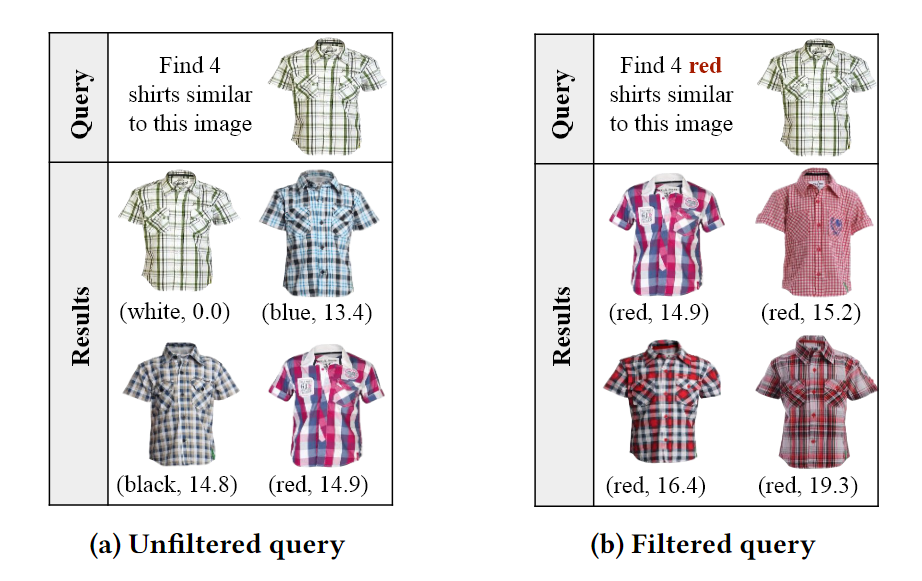 Query
Find 4
shirts similar
to this image
Results
(white, 0.0)
(blue, 13.4)
(black, 14.8)
(red, 14.9)
(a) Unfiltered query
Query
Find 4 red
shirts similar
to this image
Results
(red, 14.9)
(red, 15.2)
(red, 16.4)
(red, 19.3)
(b) Filtered query